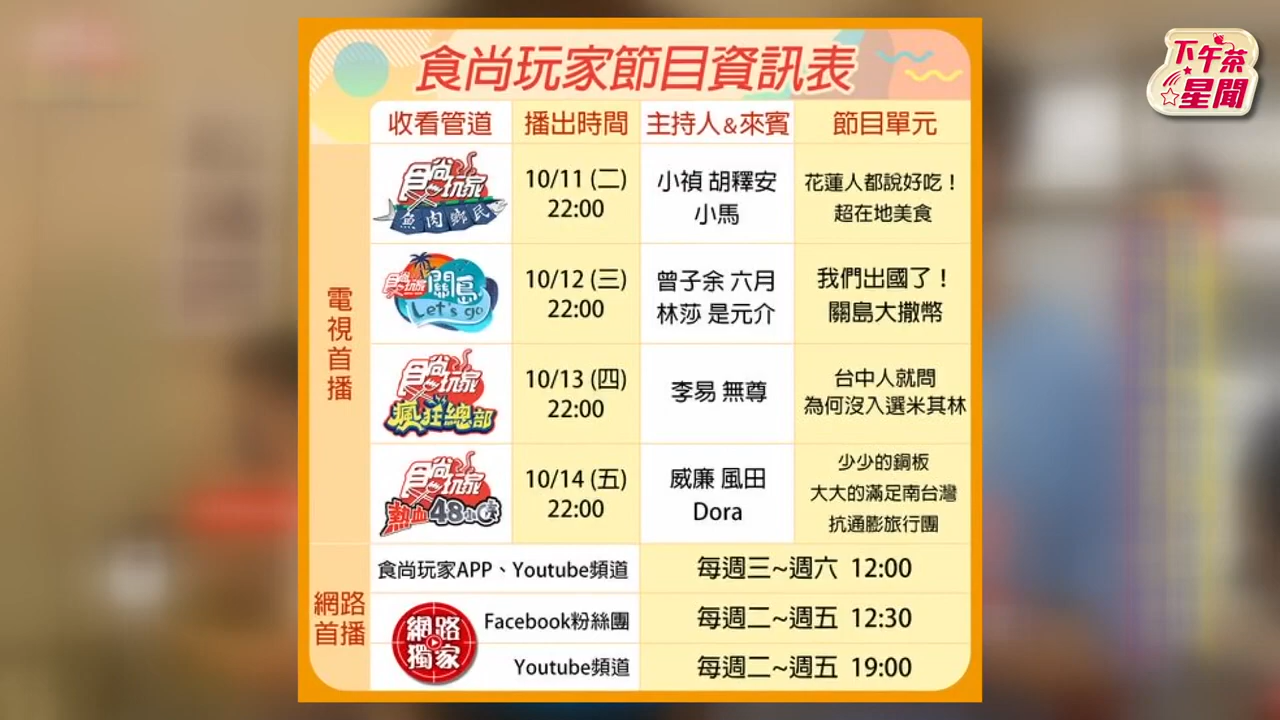 下午茶
星聞
食尚玩家節目資訊表
收看管道
播出時間
主持人&來賓
節目單元
電視首播
食尚玩家
魚肉鄉民
10/11 (二)
22:00
小禎 胡釋安
小馬
花蓮人都說好吃！
超在地美食
食尚玩家
關島
Let's go
10/12 (三)
22:00
曾子余 六月
林莎 是元介
我們出國了！
關島大撒幣
食尚玩家
瘋狂總部
10/13 (四)
22:00
李易 無尊
台中人就問
為何沒入選米其林
食尚玩家
熱血48小時
10/14 (五)
22:00
威廉 風田
Dora
少少的銅板
大大的滿足南台灣
抗通膨旅行團
網路
首播
食尚玩家APP、Youtube頻道
每週三~週六 12:00
網路
獨家
Facebook粉絲團
每週二~週五 12:30
Youtube頻道
每週二~週五 19:00